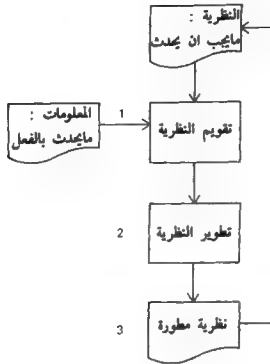 النظرية :
مايجب ان يحدث
المعلومات :
مايحدث بالفعل
1
تقويم النظرية
2
تطوير النظرية
3
نظرية مطورة